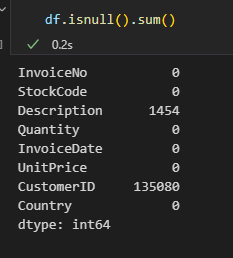 df.isnull().sum()
0.2s
InvoiceNo 0
StockCode 0
Description 1454
Quantity 0
InvoiceDate 0
UnitPrice 0
CustomerID 135080
Country 0
dtype: int64